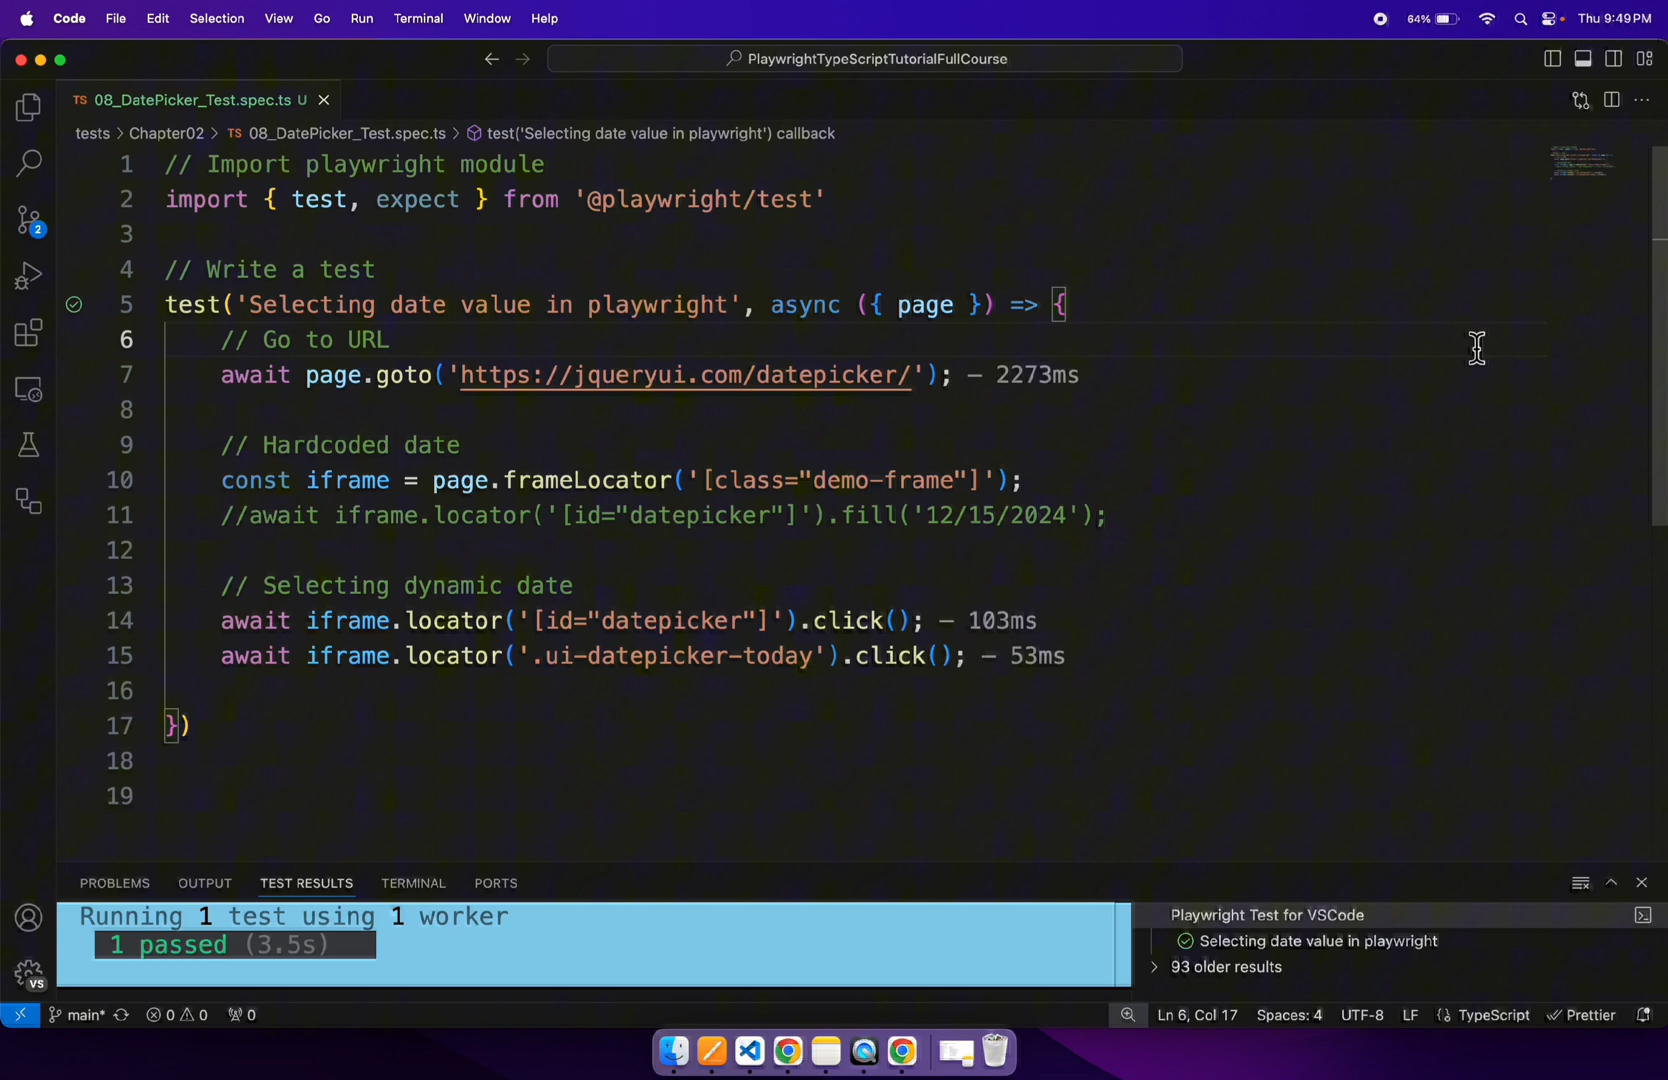 Code File Edit Selection View Go Run Terminal Window Help 64% Thu 9:49 PM
PlaywrightTypeScriptTutorialFullCourse
TS 08_DatePicker_Test.spec.ts U
tests > Chapter02 > TS 08_DatePicker_Test.spec.ts > test('Selecting date value in playwright') callback
1 // Import playwright module
2 import { test, expect } from '@playwright/test'
3
4 // Write a test
5 test('Selecting date value in playwright', async ({ page }) => {
6 // Go to URL
7 await page.goto('https://jqueryui.com/datepicker/'); — 2273ms
8
9 // Hardcoded date
10 const iframe = page.frameLocator('[class="demo-frame"]');
11 //await iframe.locator('[id="datepicker"]').fill('12/15/2024');
12
13 // Selecting dynamic date
14 await iframe.locator('[id="datepicker"]').click(); — 103ms
15 await iframe.locator('.ui-datepicker-today').click(); — 53ms
16
17 })
18
19
2
PROBLEMS OUTPUT TEST RESULTS TERMINAL PORTS
Running 1 test using 1 worker
1 passed (3.5s)
Playwright Test for VSCode
Selecting date value in playwright
93 older results
VS
main* 0 0 0 Ln 6, Col 17 Spaces: 4 UTF-8 LF TypeScript Prettier